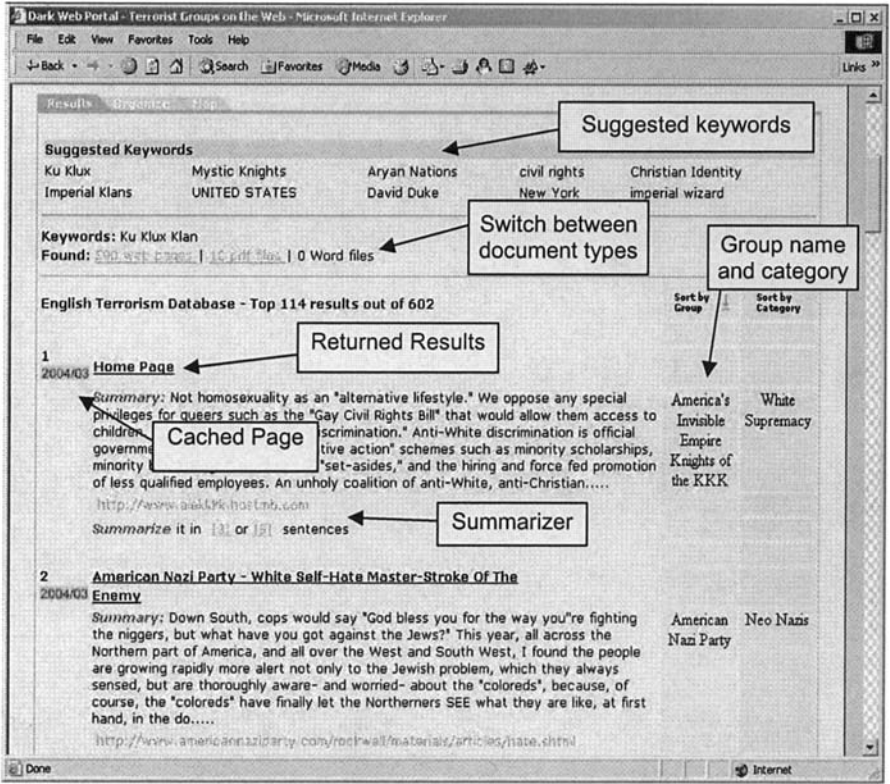 Dark Web Portal - Terrorist Groups on the Web - Microsoft Internet Explorer
File Edit View Favorites Tools Help
Back Search Favorites Media Links »
Results Organize Map
Suggested keywords
Suggested Keywords
Ku Klux Mystic Knights Aryan Nations civil rights Christian Identity
Imperial Klans UNITED STATES David Duke New York imperial wizard
Switch between
document types
Keywords: Ku Klux Klan
Found: 590 web pages | 10 pdf files | 0 Word files
Group name
and category
English Terrorism Database - Top 114 results out of 602
Sort by Group
Sort by Category
Returned Results
1
2004/03 Home Page
Summary: Not homosexuality as an "alternative lifestyle." We oppose any special
privileges for queers such as the "Gay Civil Rights Bill" that would allow them access to
children scrimination." Anti-White discrimination is official
governme tive action" schemes such as minority scholarships,
minority b "set-asides," and the hiring and force fed promotion
of less qualified employees. An unholy coalition of anti-White, anti-Christian.....
Cached Page
America's
Invisible
Empire
Knights of
the KKK
White
Supremacy
Summarize it in [3] or [5] sentences
Summarizer
2 American Nazi Party - White Self-Hate Master-Stroke Of The
2004/03 Enemy
Summary: Down South, cops would say "God bless you for the way you"re fighting
the niggers, but what have you got against the Jews?" This year, all across the
Northern part of America, and all over the West and South West, I found the people
are growing rapidly more alert not only to the Jewish problem, which they always
sensed, but are thoroughly aware- and worried- about the "coloreds", because, of
course, the "coloreds" have finally let the Northerners SEE what they are like, at first
hand, in the do.....
American
Nazi Party
Neo Nazis
http://www.americannaziparty.com/rockwell/materials/articles/hate.shtml
Done Internet